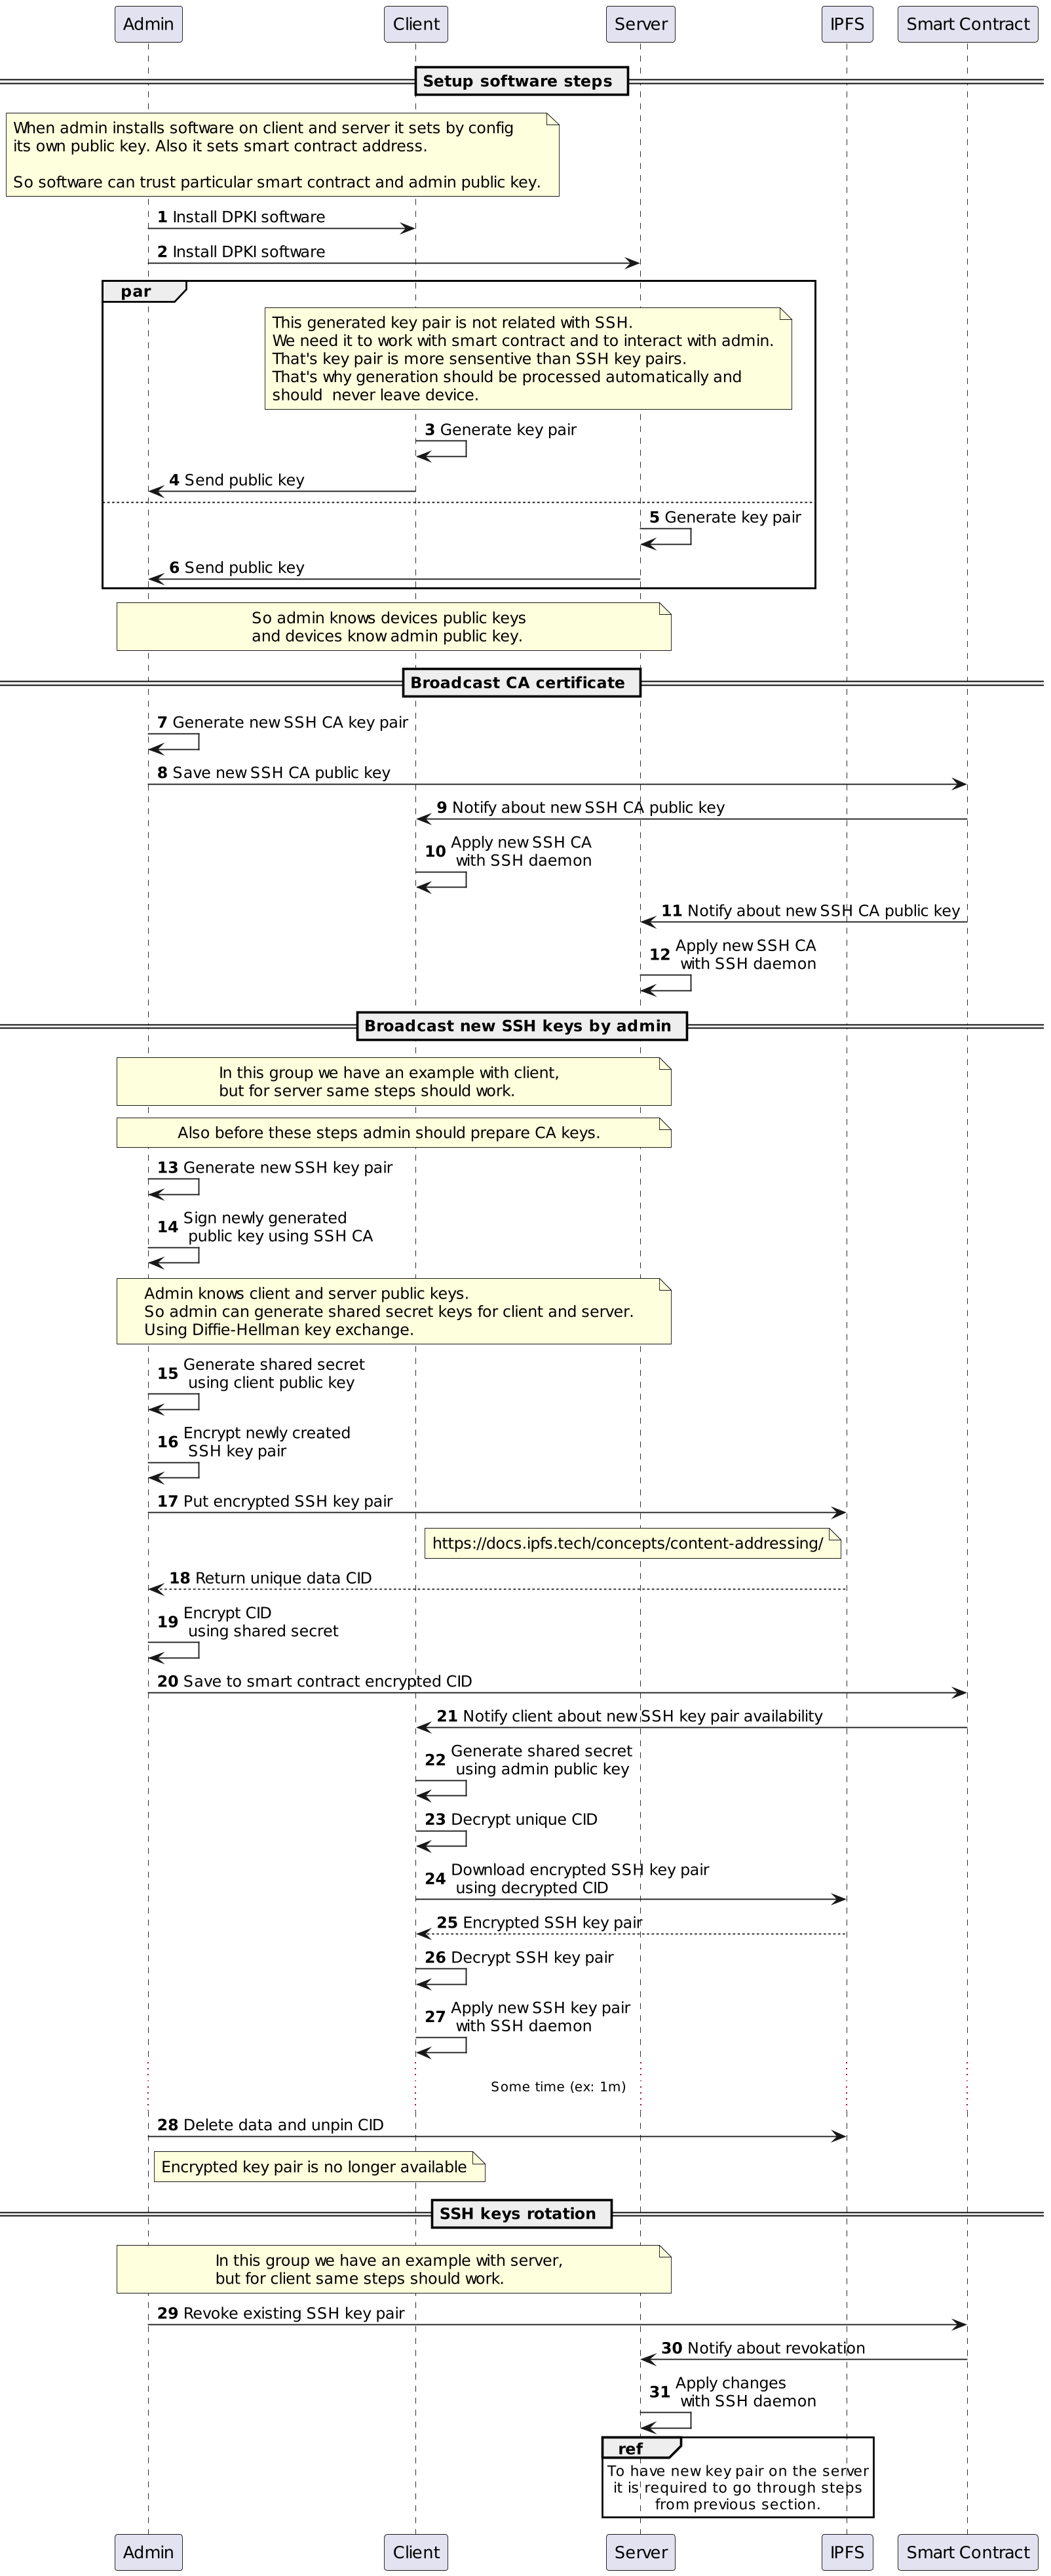 Admin
Client
Server
IPFS
Smart Contract
Setup software steps
When admin installs software on client and server it sets by config
its own public key. Also it sets smart contract address.
So software can trust particular smart contract and admin public key.
1 Install DPKI software
2 Install DPKI software
par
This generated key pair is not related with SSH.
We need it to work with smart contract and to interact with admin.
That's key pair is more sensentive than SSH key pairs.
That's why generation should be processed automatically and
should never leave device.
3 Generate key pair
4 Send public key
5 Generate key pair
6 Send public key
So admin knows devices public keys
and devices know admin public key.
Broadcast CA certificate
7 Generate new SSH CA key pair
8 Save new SSH CA public key
9 Notify about new SSH CA public key
10 Apply new SSH CA
with SSH daemon
11 Notify about new SSH CA public key
12 Apply new SSH CA
with SSH daemon
Broadcast new SSH keys by admin
In this group we have an example with client,
but for server same steps should work.
Also before these steps admin should prepare CA keys.
13 Generate new SSH key pair
14 Sign newly generated
public key using SSH CA
Admin knows client and server public keys.
So admin can generate shared secret keys for client and server.
Using Diffie-Hellman key exchange.
15 Generate shared secret
using client public key
16 Encrypt newly created
SSH key pair
17 Put encrypted SSH key pair
https://docs.ipfs.tech/concepts/content-addressing/
18 Return unique data CID
19 Encrypt CID
using shared secret
20 Save to smart contract encrypted CID
21 Notify client about new SSH key pair availability
22 Generate shared secret
using admin public key
23 Decrypt unique CID
24 Download encrypted SSH key pair
using decrypted CID
25 Encrypted SSH key pair
26 Decrypt SSH key pair
27 Apply new SSH key pair
with SSH daemon
Some time (ex: 1m)
28 Delete data and unpin CID
Encrypted key pair is no longer available
SSH keys rotation
In this group we have an example with server,
but for client same steps should work.
29 Revoke existing SSH key pair
30 Notify about revokation
31 Apply changes
with SSH daemon
ref
To have new key pair on the server
it is required to go through steps
from previous section.
Admin
Client
Server
IPFS
Smart Contract